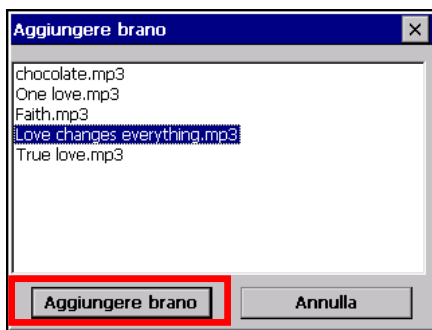 Aggiungere brano
chocolate.mp3
One love.mp3
Faith.mp3
Love changes everything.mp3
True love.mp3
Aggiungere brano
Annulla